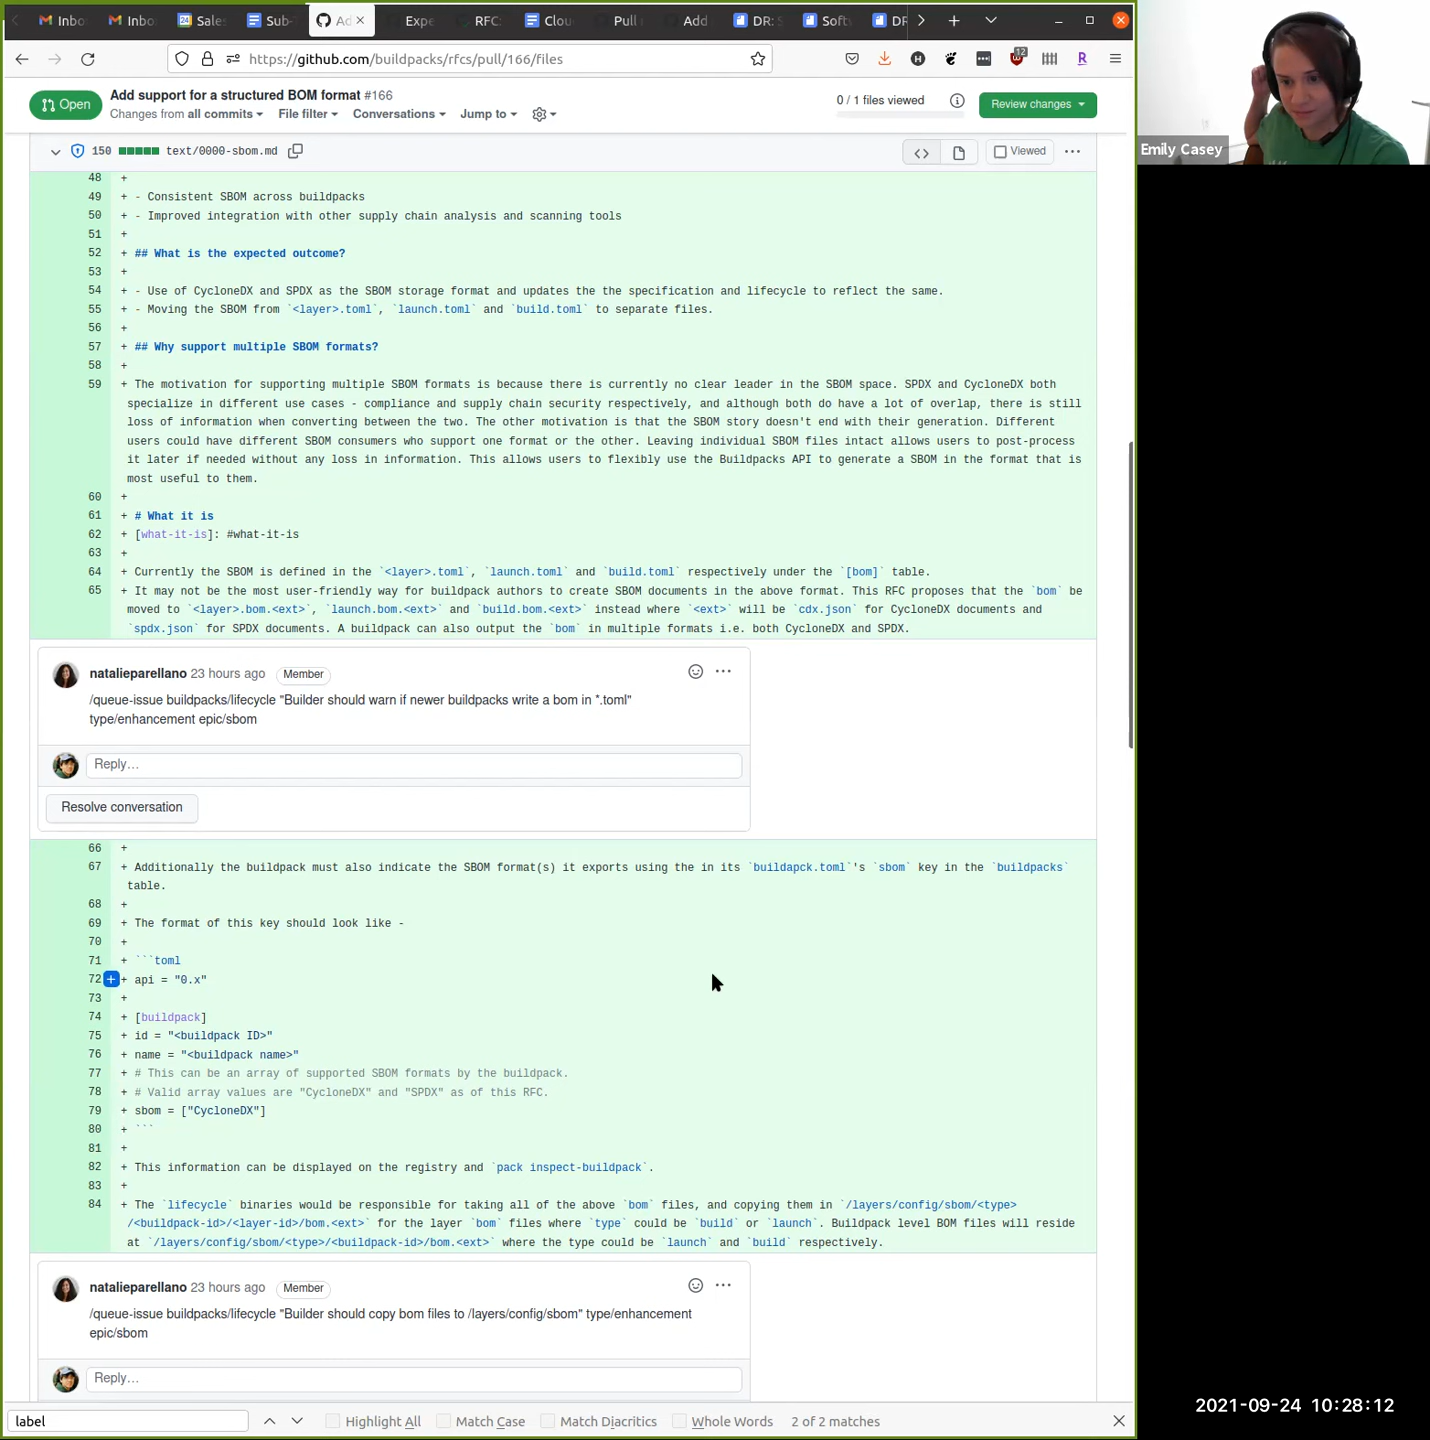 Inbo
Inbo
24 Sales
Sub-
Ad
Expe
RFC:
Clou
Pull
Add
DR: S
Soft
DR
https://github.com/buildpacks/rfcs/pull/166/files
12
H
R
Open
Add support for a structured BOM format #166
Changes from all commits
File filter
Conversations
Jump to
0 / 1 files viewed
Review changes
150
text/0000-sbom.md
Viewed
48 +
49 + - Consistent SBOM across buildpacks
50 + - Improved integration with other supply chain analysis and scanning tools
51 +
52 + ## What is the expected outcome?
53 +
54 + - Use of CycloneDX and SPDX as the SBOM storage format and updates the the specification and lifecycle to reflect the same.
55 + - Moving the SBOM from `<layer>.toml`, `launch.toml` and `build.toml` to separate files.
56 +
57 + ## Why support multiple SBOM formats?
58 +
59 + The motivation for supporting multiple SBOM formats is because there is currently no clear leader in the SBOM space. SPDX and CycloneDX both
specialize in different use cases - compliance and supply chain security respectively, and although both do have a lot of overlap, there is still
loss of information when converting between the two. The other motivation is that the SBOM story doesn't end with their generation. Different
users could have different SBOM consumers who support one format or the other. Leaving individual SBOM files intact allows users to post-process
it later if needed without any loss in information. This allows users to flexibly use the Buildpacks API to generate a SBOM in the format that is
most useful to them.
60 +
61 + # What it is
62 + [what-it-is]: #what-it-is
63 +
64 + Currently the SBOM is defined in the `<layer>.toml`, `launch.toml` and `build.toml` respectively under the `[bom]` table.
65 + It may not be the most user-friendly way for buildpack authors to create SBOM documents in the above format. This RFC proposes that the `bom` be
moved to `<layer>.bom.<ext>`, `launch.bom.<ext>` and `build.bom.<ext>` instead where `<ext>` will be `cdx.json` for CycloneDX documents and
`spdx.json` for SPDX documents. A buildpack can also output the `bom` in multiple formats i.e. both CycloneDX and SPDX.
natalieparellano 23 hours ago Member
/queue-issue buildpacks/lifecycle "Builder should warn if newer buildpacks write a bom in *.toml"
type/enhancement epic/sbom
Reply…
Resolve conversation
66 +
67 + Additionally the buildpack must also indicate the SBOM format(s) it exports using the in its `buildapck.toml`'s `sbom` key in the `buildpacks`
table.
68 +
69 + The format of this key should look like -
70 +
71 + ```toml
72 + + api = "0.x"
73 +
74 + [buildpack]
75 + id = "<buildpack ID>"
76 + name = "<buildpack name>"
77 + # This can be an array of supported SBOM formats by the buildpack.
78 + # Valid array values are "CycloneDX" and "SPDX" as of this RFC.
79 + sbom = ["CycloneDX"]
80 + ```
81 +
82 + This information can be displayed on the registry and `pack inspect-buildpack`.
83 +
84 + The `lifecycle` binaries would be responsible for taking all of the above `bom` files, and copying them in `/layers/config/sbom/<type>
/<buildpack-id>/<layer-id>/bom.<ext>` for the layer `bom` files where `type` could be `build` or `launch`. Buildpack level BOM files will reside
at `/layers/config/sbom/<type>/<buildpack-id>/bom.<ext>` where the type could be `launch` and `build` respectively.
natalieparellano 23 hours ago Member
/queue-issue buildpacks/lifecycle "Builder should copy bom files to /layers/config/sbom" type/enhancement
epic/sbom
Reply…
label
Highlight All
Match Case
Match Diacritics
Whole Words
2 of 2 matches
Emily Casey
2021-09-24 10:28:12